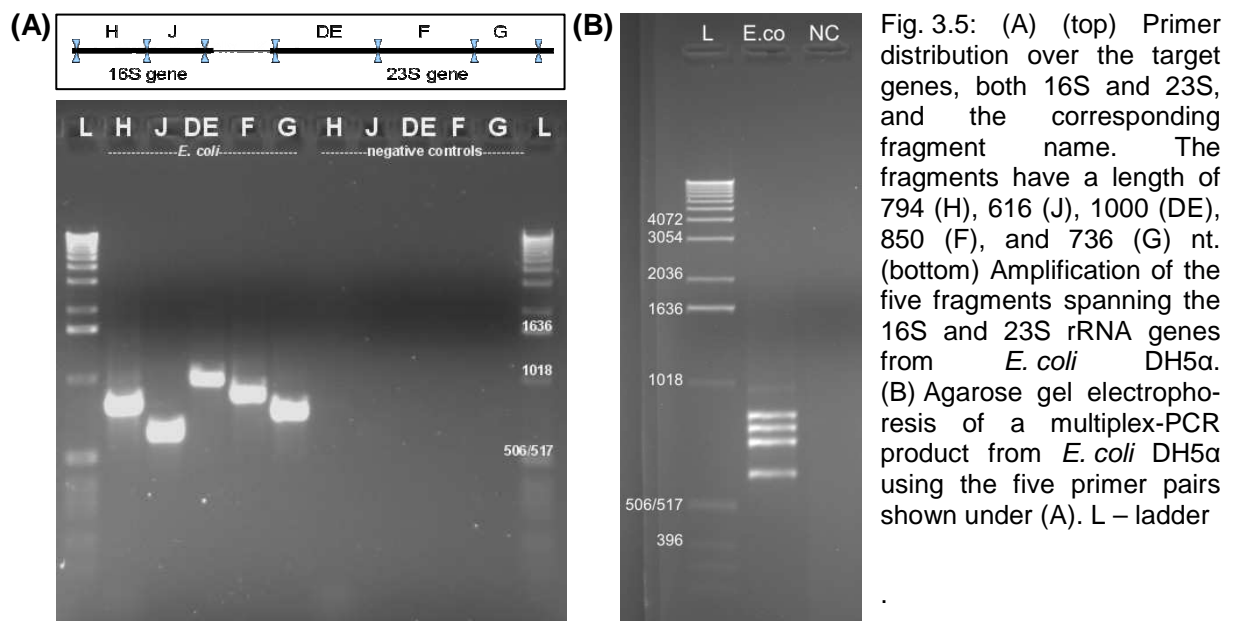 (A)
H J DE F G
16S gene 23S gene
L H J DE F G H J DE F G L
-----------E. coli----------- -----------negative controls-----------
1636
1018
506/517
(B)
L E.co NC
4072
3054
2036
1636
1018
506/517
396
Fig. 3.5: (A) (top) Primer
distribution over the target
genes, both 16S and 23S,
and the corresponding
fragment name. The
fragments have a length of
794 (H), 616 (J), 1000 (DE),
850 (F), and 736 (G) nt.
(bottom) Amplification of the
five fragments spanning the
16S and 23S rRNA genes
from E. coli DH5α.
(B) Agarose gel electropho-
resis of a multiplex-PCR
product from E. coli DH5α
using the five primer pairs
shown under (A). L – ladder
.